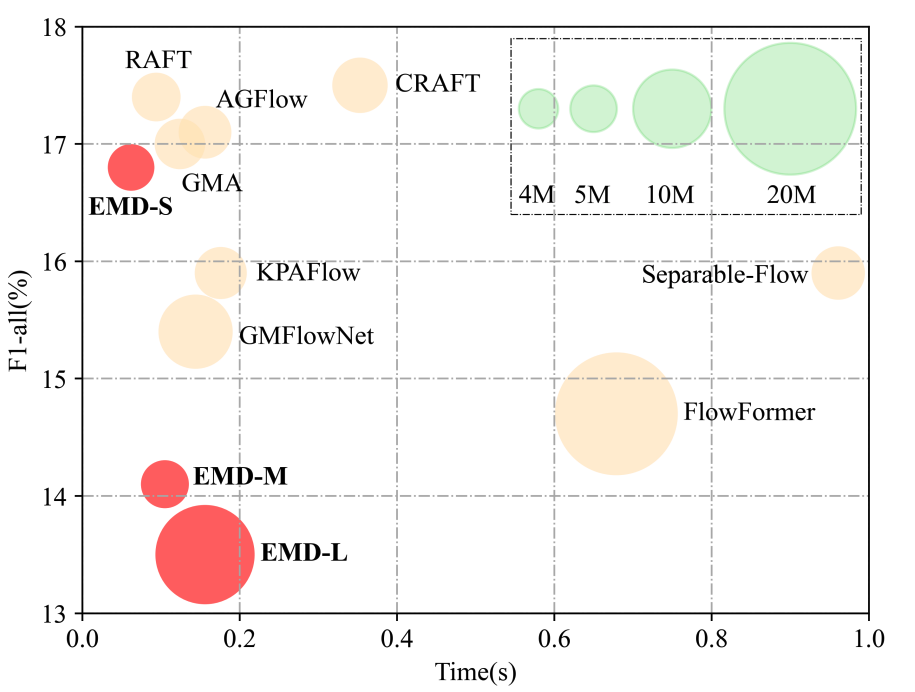 18
17
16
15
14
13
F1-all(%)
RAFT
AGFlow
CRAFT
GMA
EMD-S
KPAFlow
GMFlowNet
Separable-Flow
FlowFormer
EMD-M
EMD-L
4M 5M 10M 20M
0.0 0.2 0.4 0.6 0.8 1.0
Time(s)